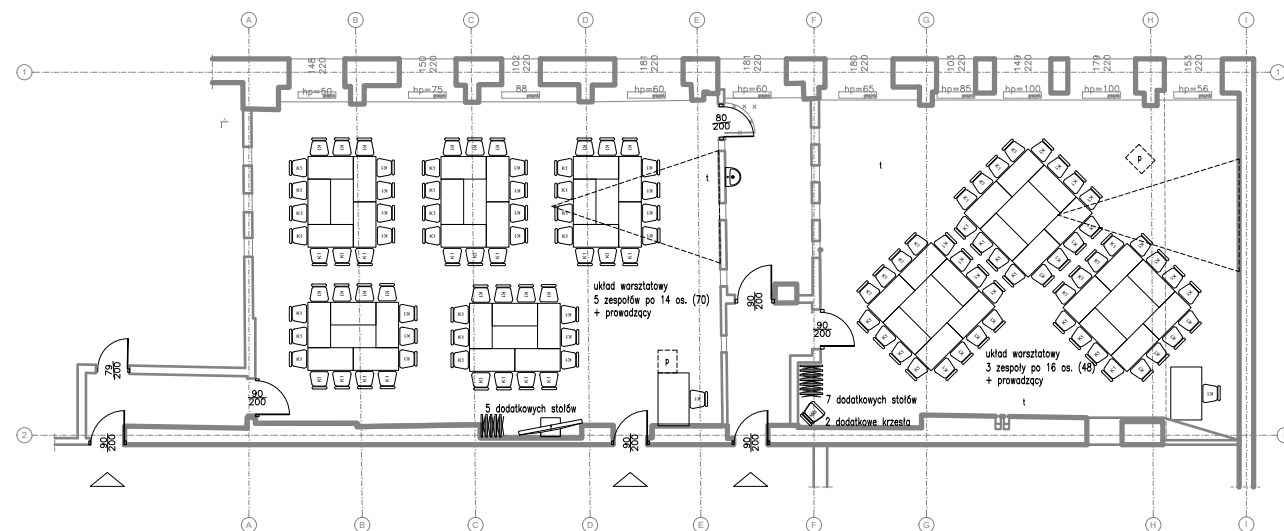 A B C D E F G H I
1 148 220 150 220 102 220 181 220 181 220 180 220 103 220 149 220 179 220 153 220 1
hp=50 hp=75 88 hp=60 hp=60 hp=65 hp=85 hp=100 hp=100 hp=56
80
200
t
t
p
układ warsztatowy
5 zespołów po 14 os. (70)
+ prowadzący
90
200
90
200
układ warsztatowy
3 zespoły po 16 os. (48)
+ prowadzący
p
79
200
90
200
5 dodatkowych stołów
7 dodatkowych stołów
2 dodatkowe krzesła
t
2
90
200
90
200
90
200
A B C D E F G H I